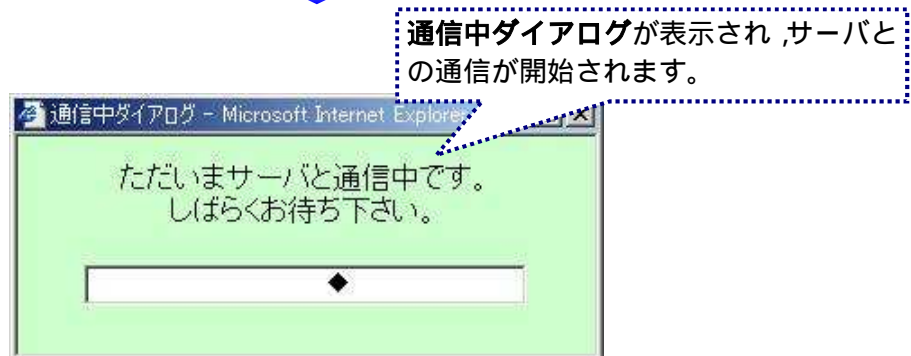 通信中ダイアログが表示され ,サーバと
の通信が開始されます。
通信中ダイアログ - Microsoft Internet Explore
ただいまサーバと通信中です。
しばらくお待ち下さい。